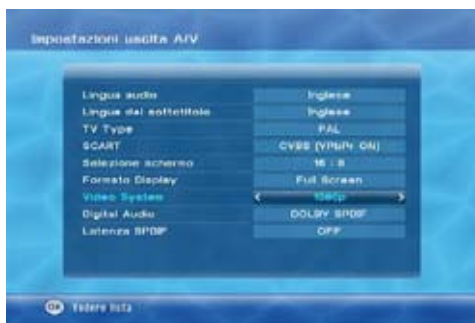 Impostazioni uscita A/V
Lingua audio Inglese
Lingua dei sottotitolo Inglese
TV Type PAL
SCART CVBS (YPbPr ON)
Selezione schermo 16 : 9
Formato Display Full Screen
Video System 1080p
Digital Audio DOLBY SPDIF
Latenza SPDIF OFF
OK Vedere lista